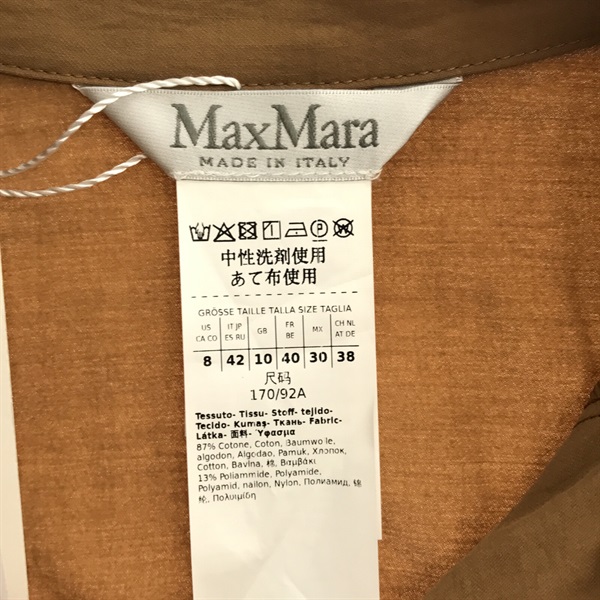 MaxMara
MADE IN ITALY
中性洗剤使用
あて布使用
GRÖSSE TAILLE TALLA SIZE TAGLIA
US CA CO IT JP ES RU GB FR BE MX CH NL AT DE
8 42 10 40 30 38
尺码
170/92A
Tessuto- Tissu- Stoff- tejido-
Tecido- Kumaş- Ткань- Fabric-
Látka- 面料- Ύφασμα
87% Cotone, Coton, Baumwo le,
algodon, Algodao, Pamuk, Хлопок,
Cotton, Bavlna, 棉, Βαμβάκι
13% Poliammide, Polyamide,
Polyamid, nailon, Nylon, Полиамид, 锦
纶, Πολυιμίδη